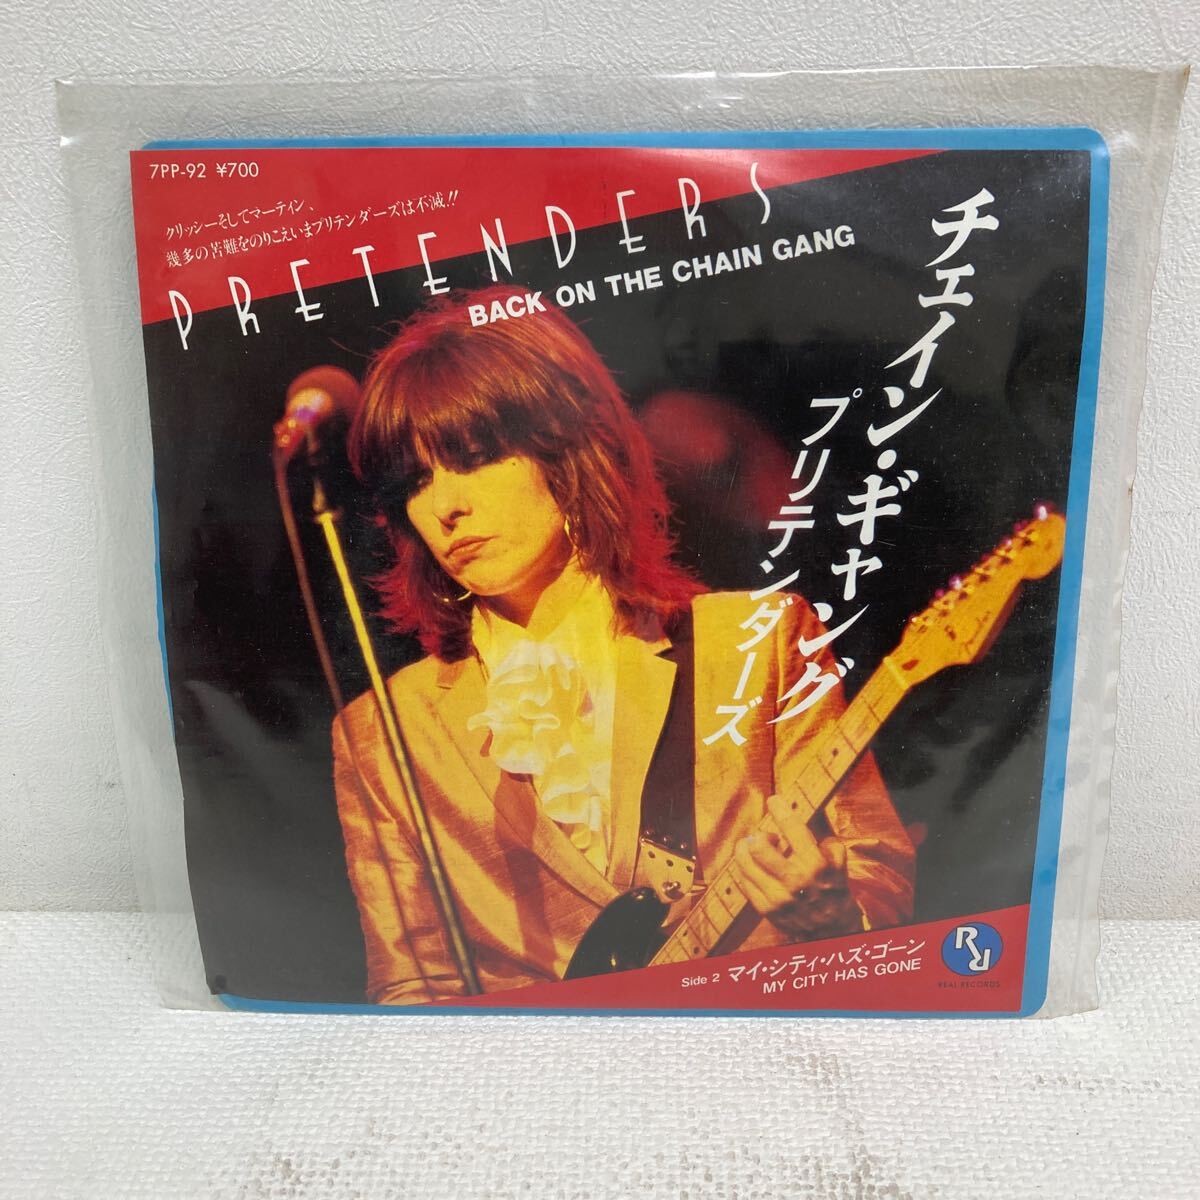 7PP-92 ¥700
クリッシーそしてマーティン、
幾多の苦難をのりこえいまプリテンダーズは不滅!!
PRETENDERS
BACK ON THE CHAIN GANG
チェイン・ギャング
プリテンダーズ
Side 2 マイ・シティ・ハズ・ゴーン
MY CITY HAS GONE
RR
REAL RECORDS